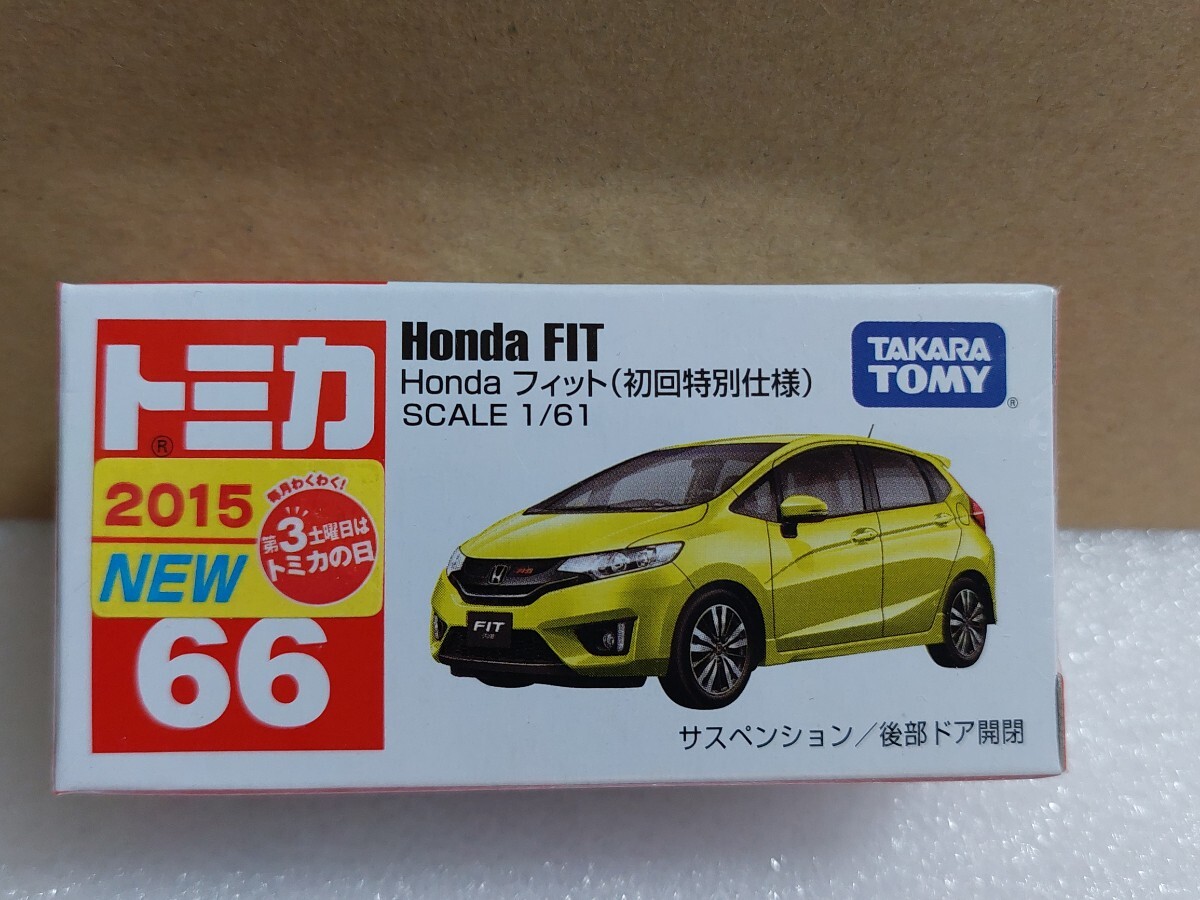 トミカ
®
2015
NEW
毎月わくわく!
第3土曜日は
トミカの日
66
Honda FIT
Honda フィット(初回特別仕様)
SCALE 1/61
TAKARA
TOMY
®
RS
FIT
サスペンション/後部ドア開閉